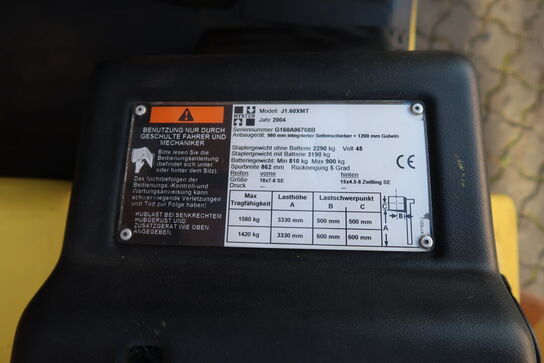 BENUTZUNG NUR DURCH
GESCHULTE FAHRER UND
MECHANIKER
Bitte lesen sie die
Bedienungsanleitung
(befindet sich unter
dem Sitz oder
hinter dem Sitz)
Das Nichtbefolgen der
Bedienungs-/Kontroll-und
Wartungsanweisung kann
schwerwiegende Verletzungen
und Tod zur Folge haben.
HUBLAST BEI SENKRECHTEM
HUBGERUST UND
ZUSATZGERÄT WIE OBEN
ANGEGEBEN.
HYSTER
Modell J1.60XMT
Jahr 2004
Seriennummer G160A06708B
Anbaugerät: 980 mm integrierter Seitenschieber + 1200 mm Gabeln
Staplergewicht ohne Batterie 2290 kg Volt 48
Staplergewicht mit Batterie 3190 kg
Batteriegewicht Min 810 kg Max 900 kg
Spurbreite 862 mm Rückneigung 5 Grad
Reifen vorne hinten
Größe 18x7-8 SE 15x4.5-8 Zwilling SE
Druck --- ---
CE
Max Tragfähigkeit Lasthöhe A Lastschwerpunkt B C
1580 kg 3330 mm 500 mm 500 mm
1420 kg 3330 mm 600 mm 600 mm
C
B
A